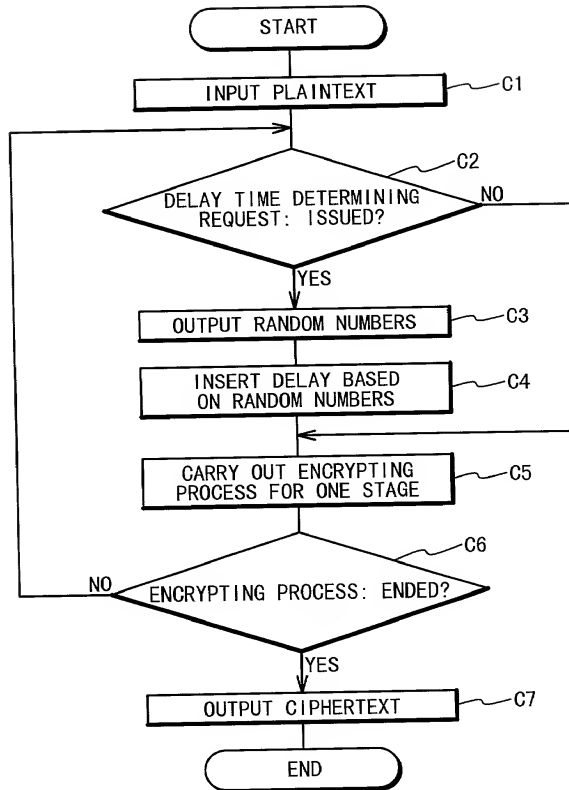 START
INPUT PLAINTEXT
C1
C2
DELAY TIME DETERMINING
REQUEST: ISSUED?
NO
YES
OUTPUT RANDOM NUMBERS
C3
INSERT DELAY BASED
ON RANDOM NUMBERS
C4
CARRY OUT ENCRYPTING
PROCESS FOR ONE STAGE
C5
C6
NO
ENCRYPTING PROCESS: ENDED?
YES
OUTPUT CIPHERTEXT
C7
END